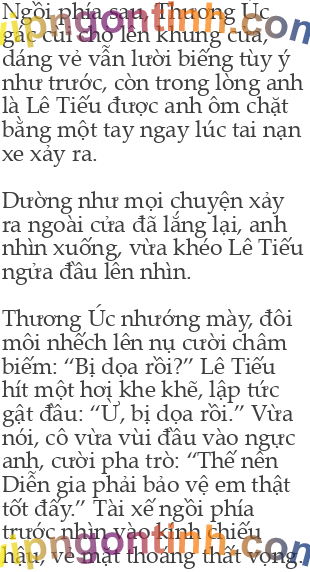 Ngồi phía sau, Thương Úc
gác cùi chỏ lên khung cửa,
dáng vẻ vẫn lười biếng tùy ý
như trước, còn trong lòng anh
là Lê Tiếu được anh ôm chặt
bằng một tay ngay lúc tai nạn
xe xảy ra.
Dường như mọi chuyện xảy
ra ngoài cửa đã lắng lại, anh
nhìn xuống, vừa khéo Lê Tiếu
ngửa đầu lên nhìn.
Thương Úc nhướng mày, đôi
môi nhếch lên nụ cười châm
biếm: “Bị dọa rồi?” Lê Tiếu
hít một hơi khe khẽ, lập tức
gật đầu: “Ừ, bị dọa rồi.” Vừa
nói, cô vừa vùi đầu vào ngực
anh, cười pha trò: “Thế nên
Diễn gia phải bảo vệ em thật
tốt đấy.” Tài xế ngồi phía
trước nhìn vào kính chiếu
hậu, vẻ mặt thoáng thất vọng.
vipngontinh.com
vipngontinh.com